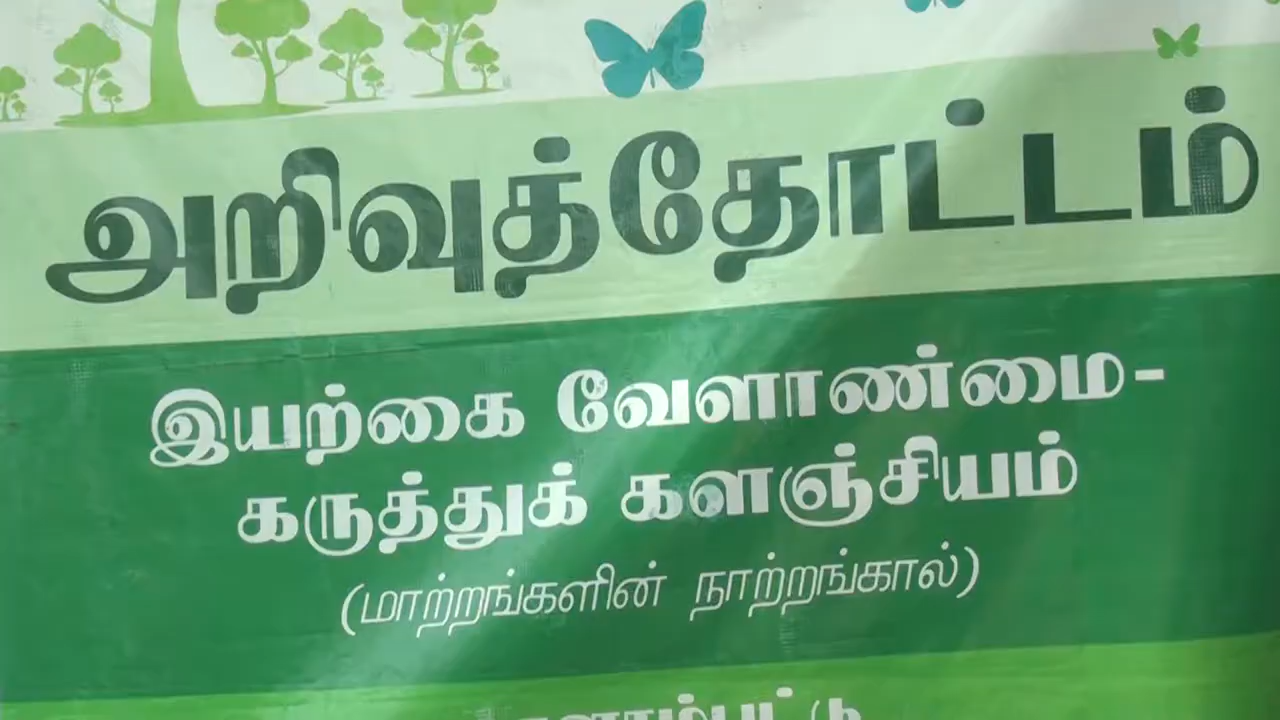 அறிவுத்தோட்டம்
இயற்கை வேளாண்மை-
கருத்துக் களஞ்சியம்
(மாற்றங்களின் நாற்றங்கால்)